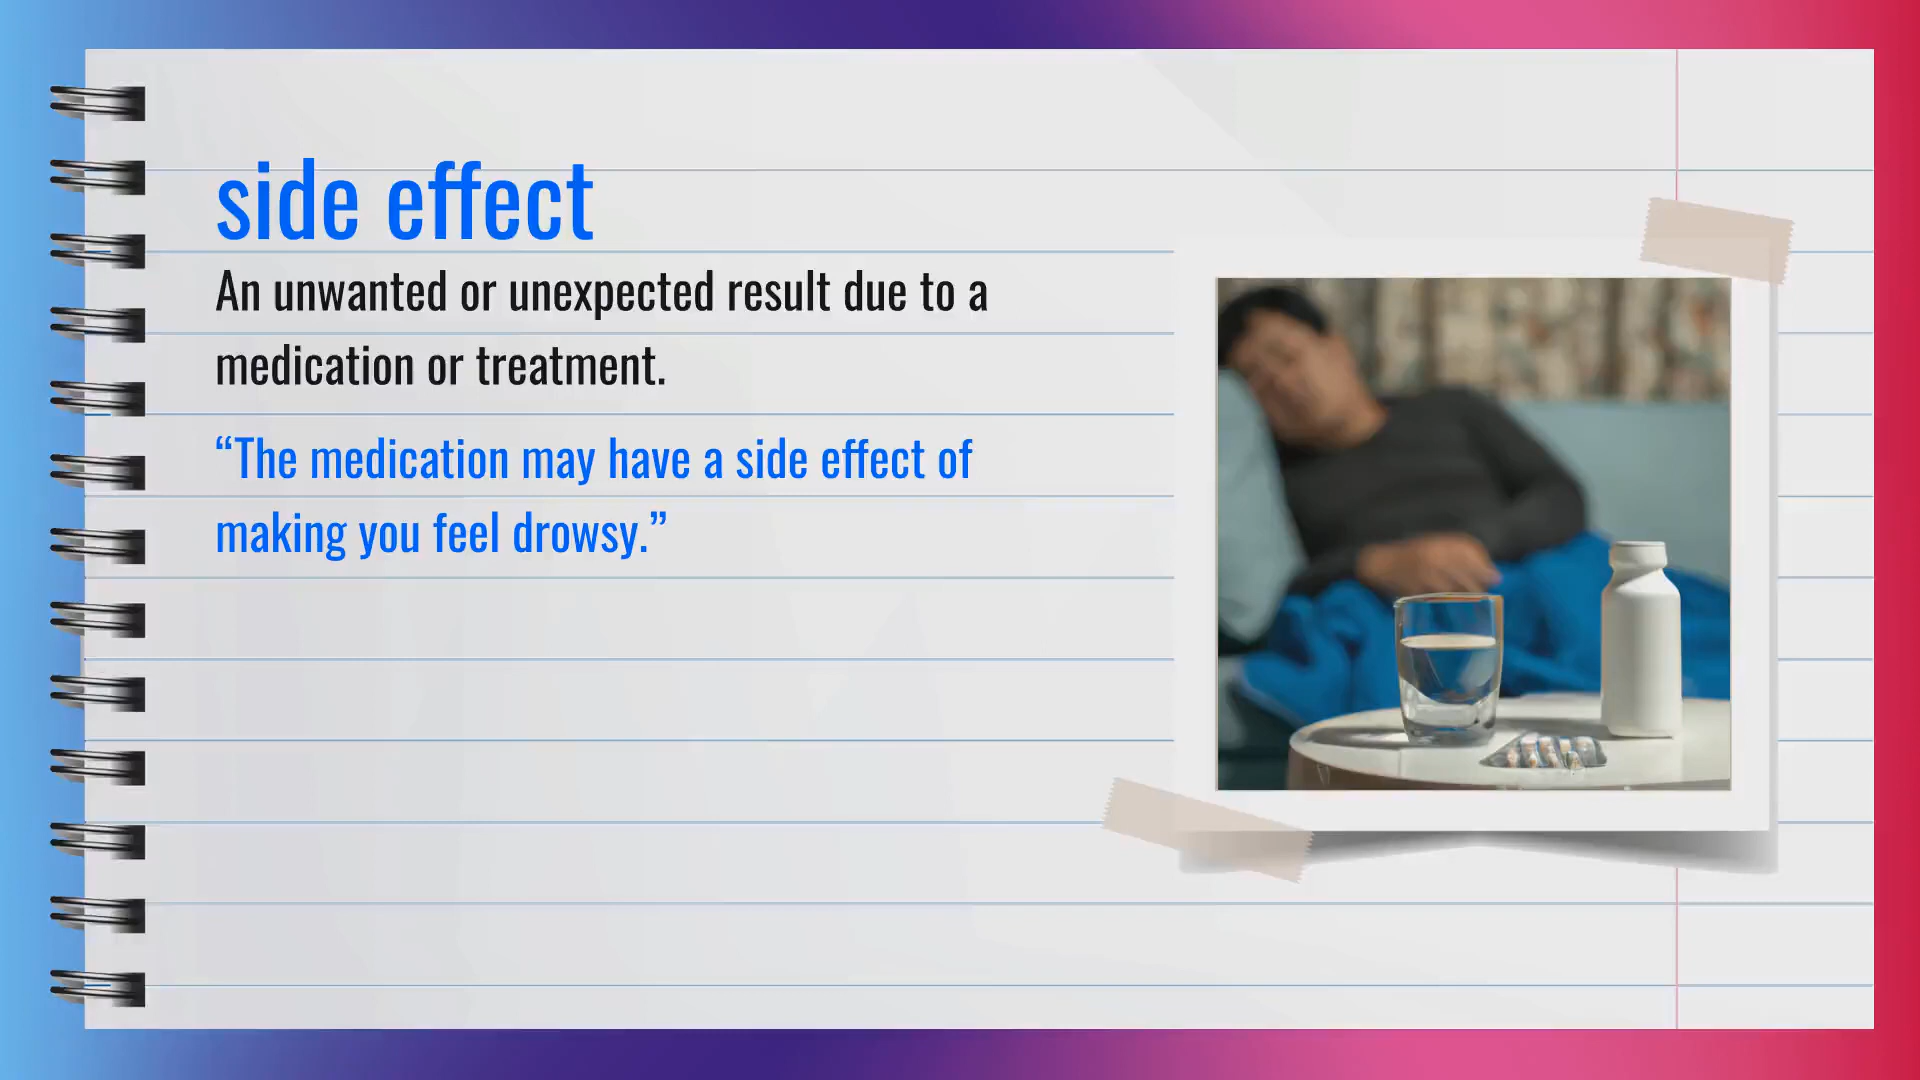 side effect
An unwanted or unexpected result due to a
medication or treatment.
“The medication may have a side effect of
making you feel drowsy.”